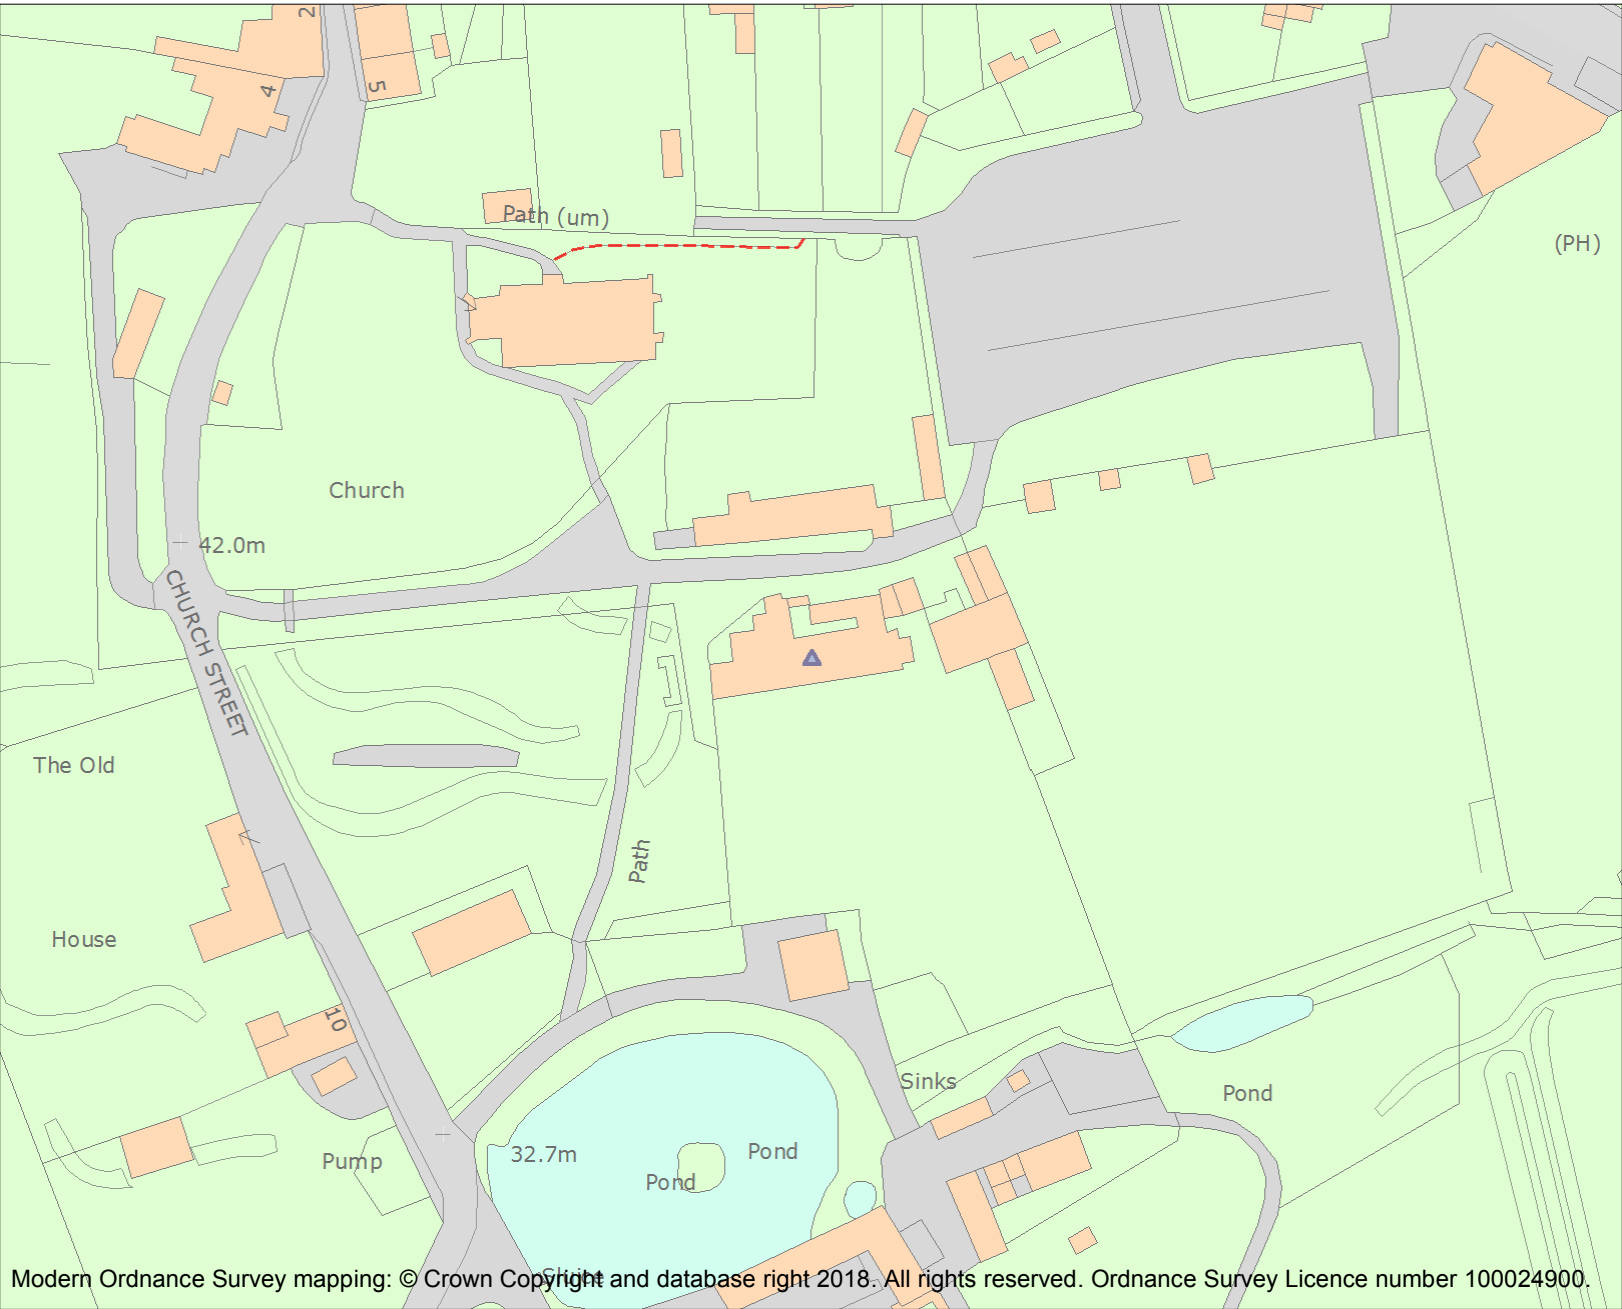 2
4
5
Path (um)
(PH)
Church
42.0m
CHURCH STREET
The Old
House
Path
10
Sinks
Pond
Pump
32.7m
Pond
Pond
Sluice
Modern Ordnance Survey mapping: © Crown Copyright and database right 2018. All rights reserved. Ordnance Survey Licence number 100024900.